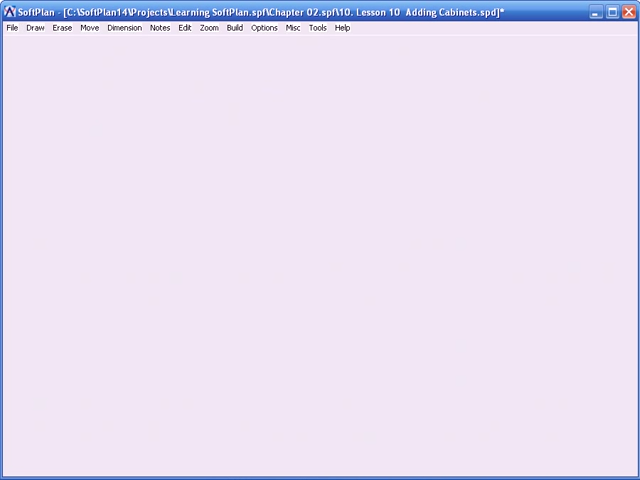 SoftPlan - [C:\SoftPlan14\Projects\Learning SoftPlan.spf\Chapter 02.spf\10. Lesson 10  Adding Cabinets.spd]*
File Draw Erase Move Dimension Notes Edit Zoom Build Options Misc Tools Help